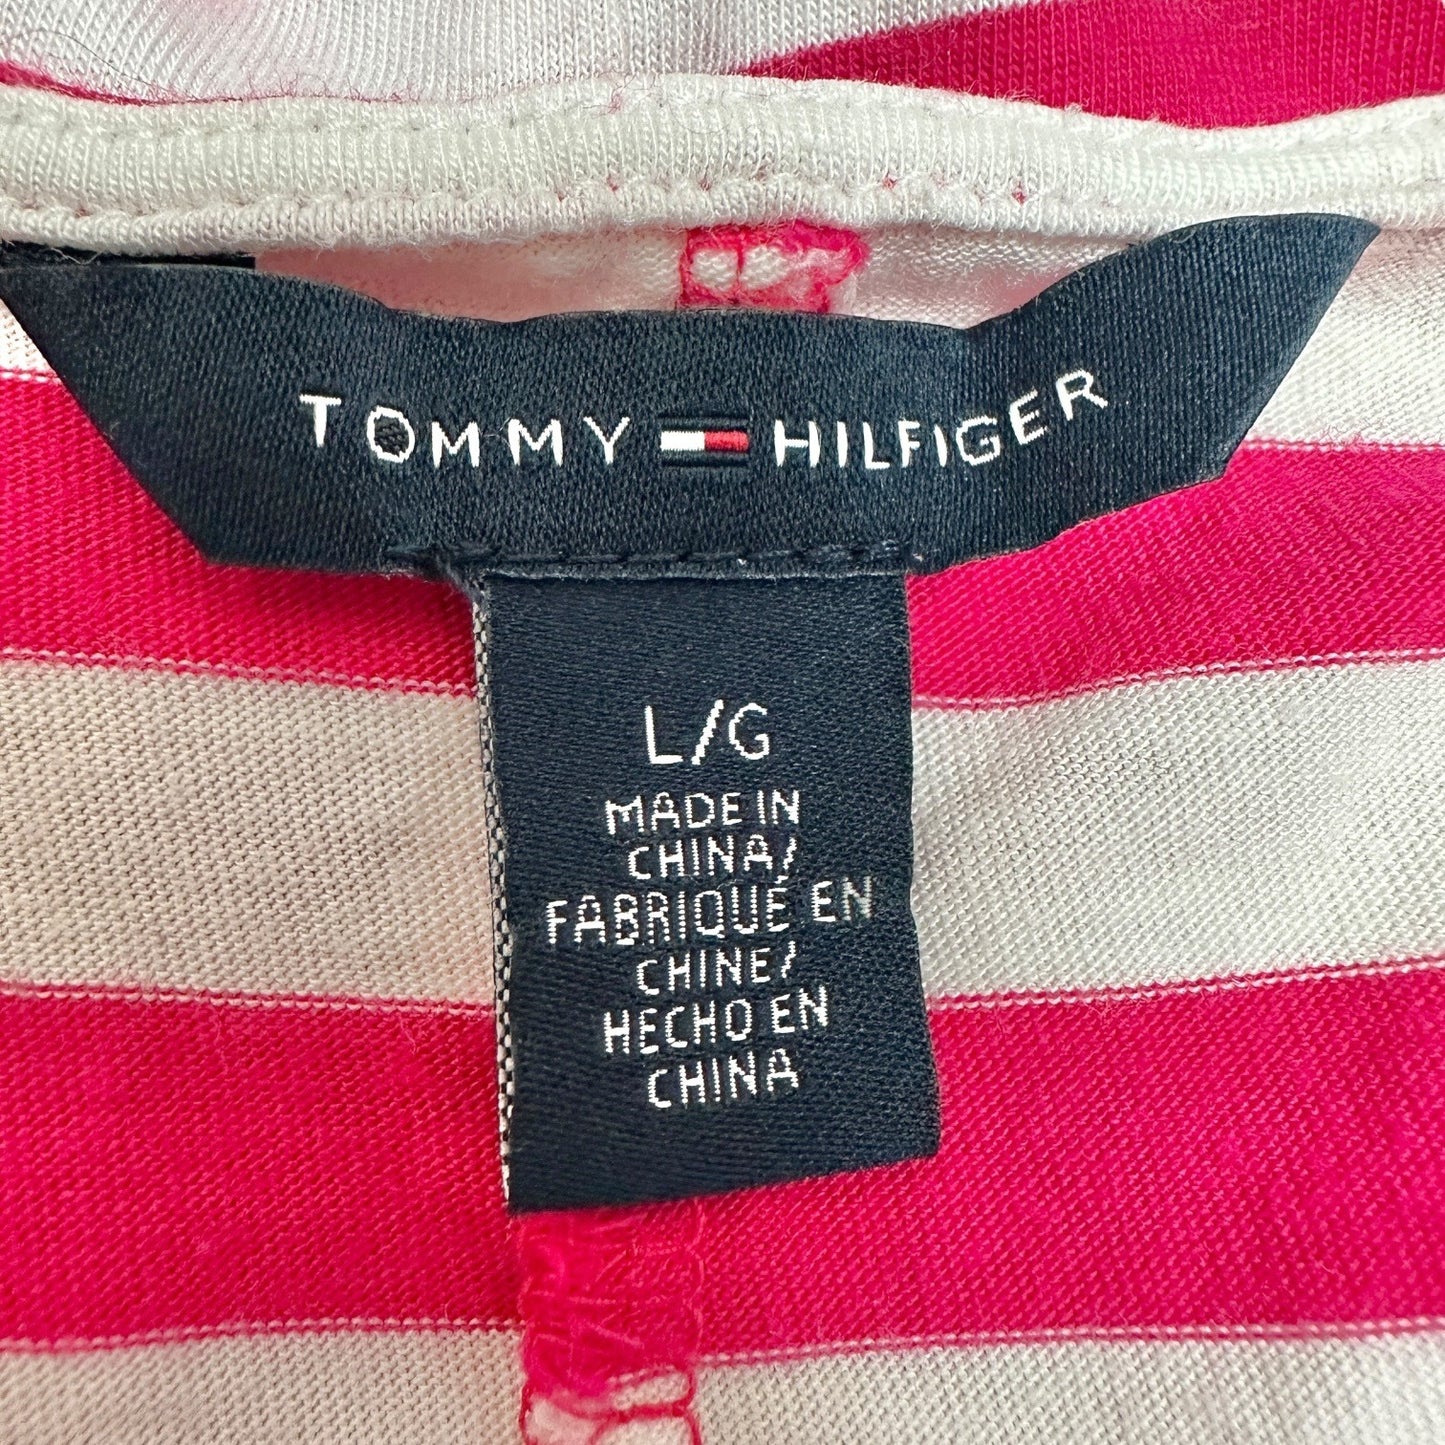 TOMMY HILFIGER
L/G
MADE IN
CHINA/
FABRIQUÉ EN
CHINE/
HECHO EN
CHINA